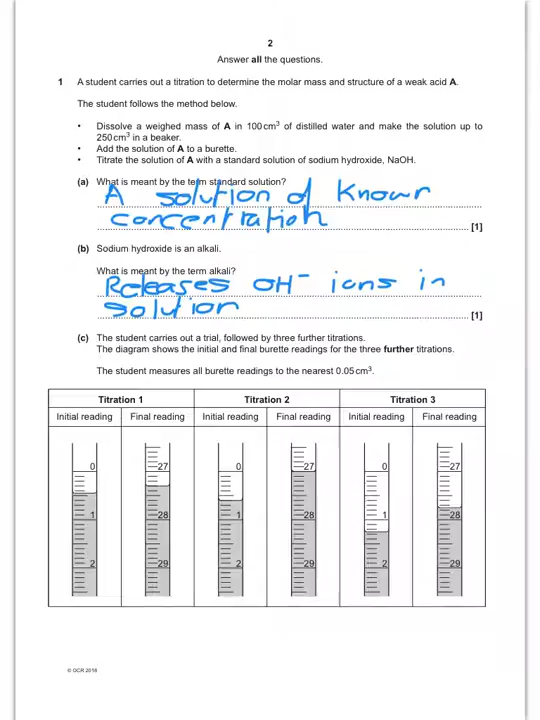 2
Answer all the questions.
1 A student carries out a titration to determine the molar mass and structure of a weak acid A.
The student follows the method below.
• Dissolve a weighed mass of A in 100 cm³ of distilled water and make the solution up to
250 cm³ in a beaker.
• Add the solution of A to a burette.
• Titrate the solution of A with a standard solution of sodium hydroxide, NaOH.
(a) What is meant by the term standard solution?
A solution of known
concentration
[1]
(b) Sodium hydroxide is an alkali.
What is meant by the term alkali?
Releases OH⁻ ions in
solution
[1]
(c) The student carries out a trial, followed by three further titrations.
The diagram shows the initial and final burette readings for the three further titrations.
The student measures all burette readings to the nearest 0.05 cm³.
Titration 1 Titration 2 Titration 3
Initial reading Final reading Initial reading Final reading Initial reading Final reading
0 27 0 27 0 27
1 28 1 28 1 28
2 29 2 29 2 29
© OCR 2018